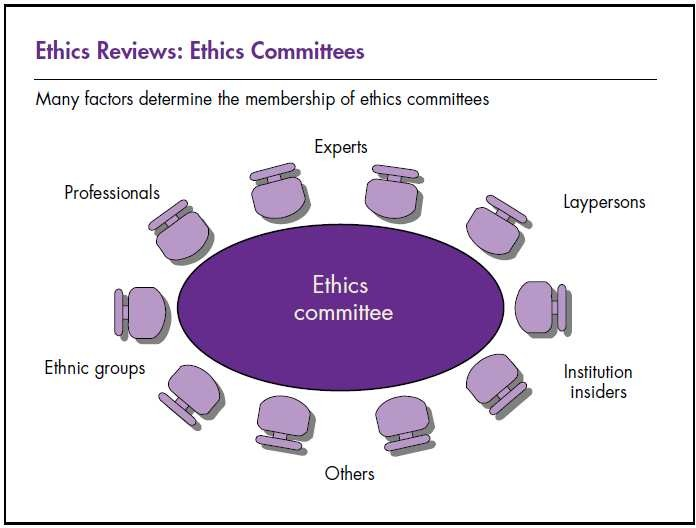 Ethics Reviews: Ethics Committees
Many factors determine the membership of ethics committees
Experts
Professionals
Laypersons
Ethics
committee
Ethnic groups
Institution
insiders
Others